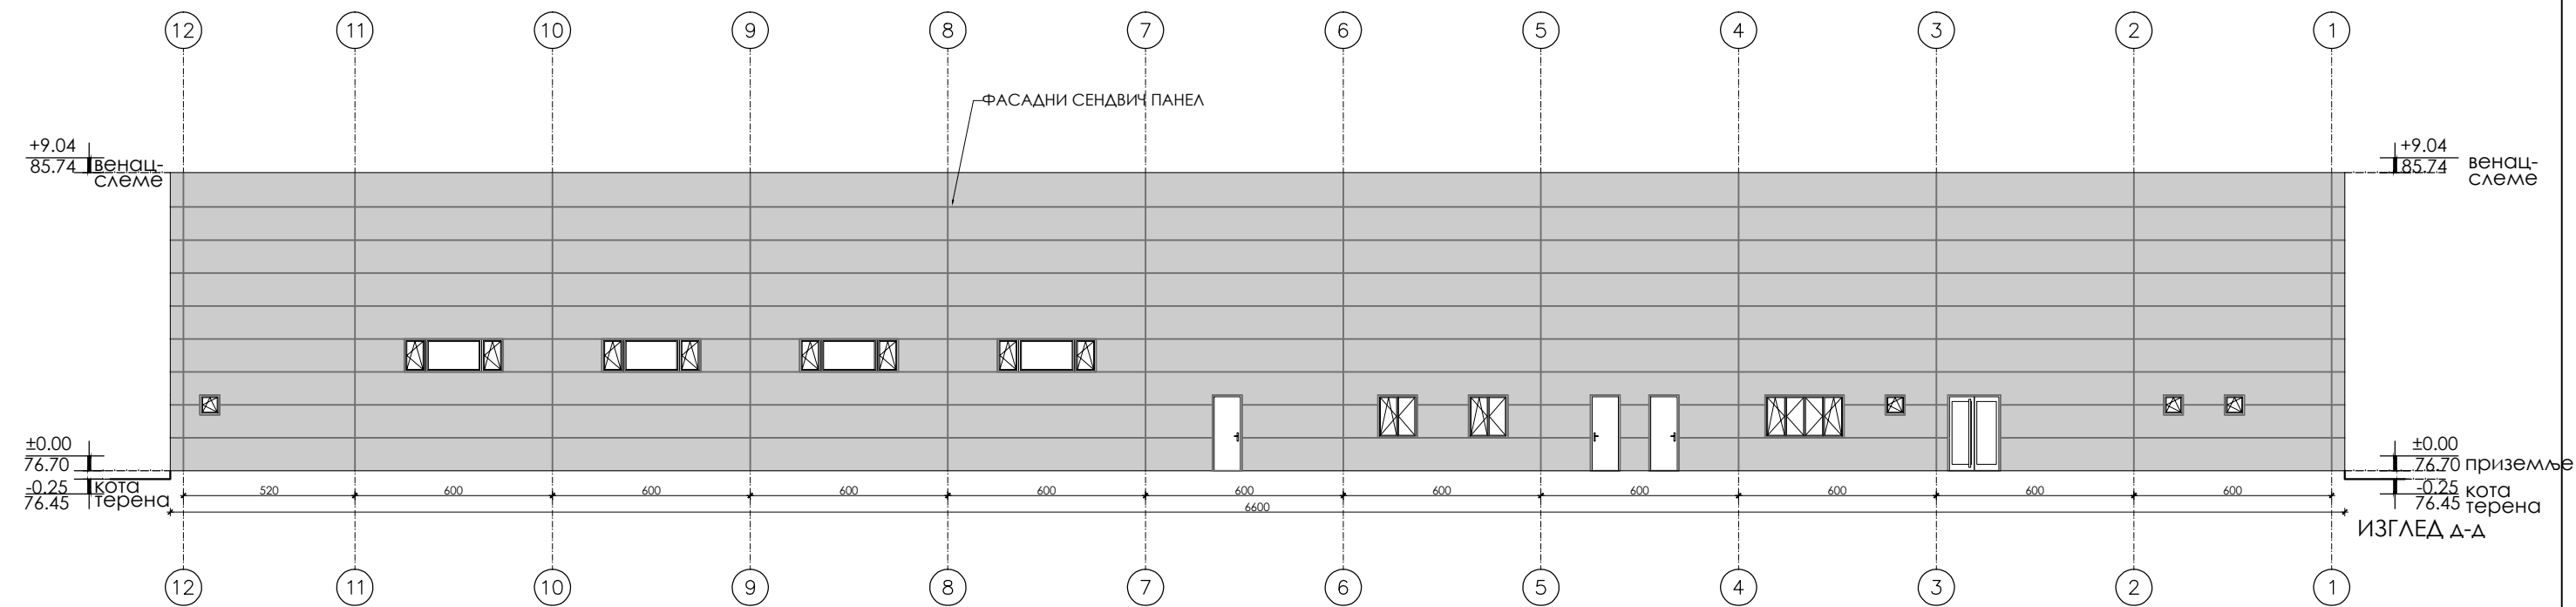 12 11 10 9 8 7 6 5 4 3 2 1
ФАСАДНИ СЕНДВИЧ ПАНЕЛ
+9.04
85.74
венац-
слеме
+9.04
85.74
венац-
слеме
±0.00
76.70
-0.25
76.45
кота
терена
±0.00
76.70 приземље
-0.25
76.45
кота
терена
520 600 600 600 600 600 600 600 600 600 600
6600
ИЗГЛЕД д-д
12 11 10 9 8 7 6 5 4 3 2 1